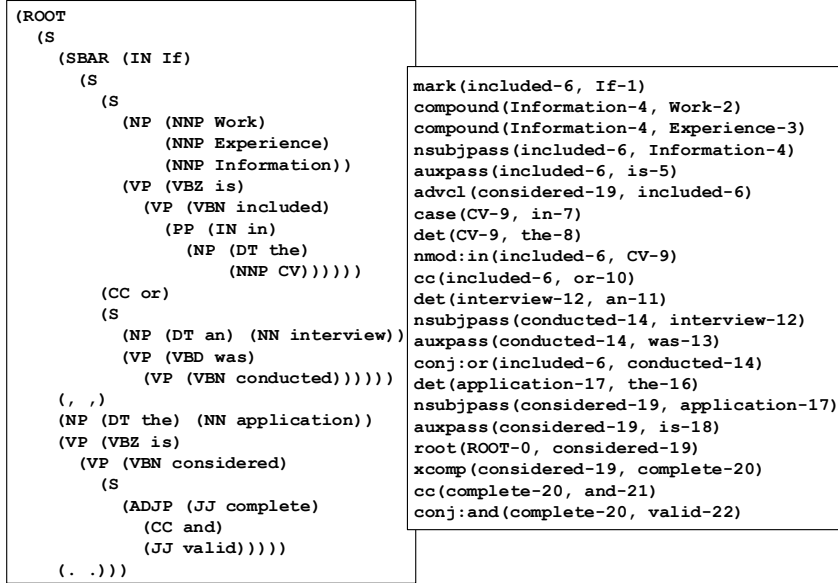 (ROOT
(S
(SBAR (IN If)
(S
(S
(NP (NNP Work)
(NNP Experience)
(NNP Information))
(VP (VBZ is)
(VP (VBN included)
(PP (IN in)
(NP (DT the)
(NNP CV))))))
(CC or)
(S
(NP (DT an) (NN interview))
(VP (VBD was)
(VP (VBN conducted))))))
(, ,)
(NP (DT the) (NN application))
(VP (VBZ is)
(VP (VBN considered)
(S
(ADJP (JJ complete)
(CC and)
(JJ valid)))))
(. .)))
mark(included-6, If-1)
compound(Information-4, Work-2)
compound(Information-4, Experience-3)
nsubjpass(included-6, Information-4)
auxpass(included-6, is-5)
advcl(considered-19, included-6)
case(CV-9, in-7)
det(CV-9, the-8)
nmod:in(included-6, CV-9)
cc(included-6, or-10)
det(interview-12, an-11)
nsubjpass(conducted-14, interview-12)
auxpass(conducted-14, was-13)
conj:or(included-6, conducted-14)
det(application-17, the-16)
nsubjpass(considered-19, application-17)
auxpass(considered-19, is-18)
root(ROOT-0, considered-19)
xcomp(considered-19, complete-20)
cc(complete-20, and-21)
conj:and(complete-20, valid-22)